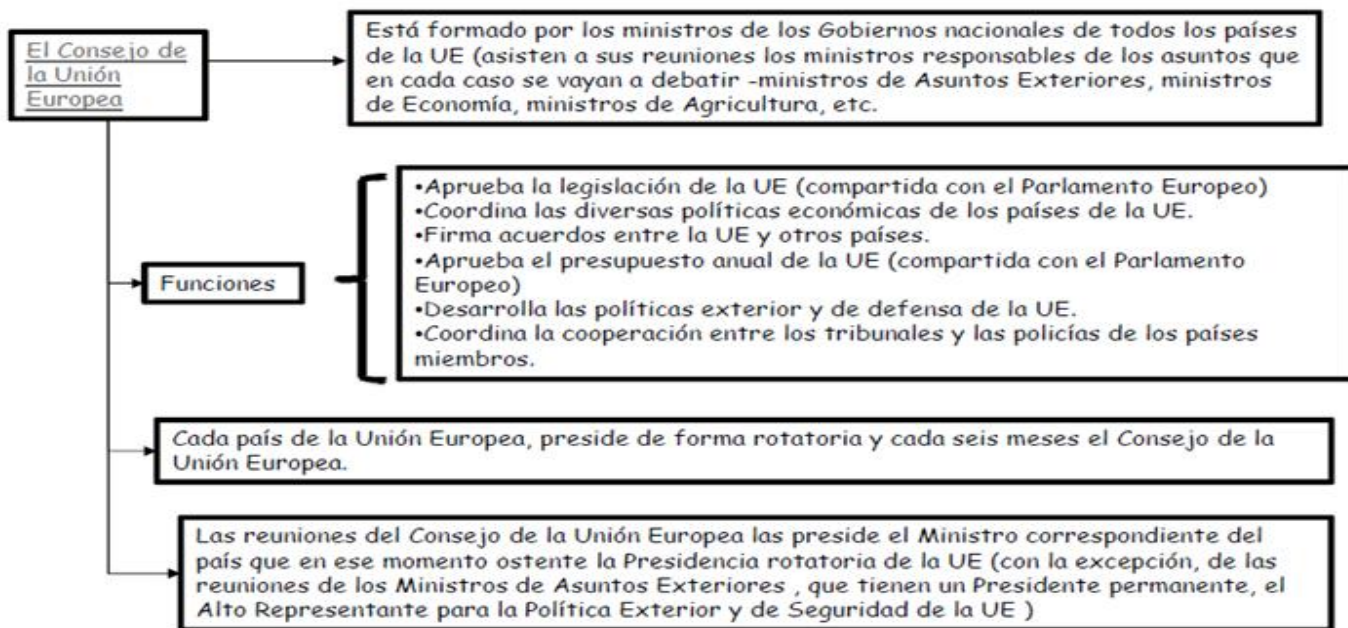 El Consejo de
la Unión
Europea
Está formado por los ministros de los Gobiernos nacionales de todos los países
de la UE (asisten a sus reuniones los ministros responsables de los asuntos que
en cada caso se vayan a debatir -ministros de Asuntos Exteriores, ministros
de Economía, ministros de Agricultura, etc.
Funciones
•Aprueba la legislación de la UE (compartida con el Parlamento Europeo)
•Coordina las diversas políticas económicas de los países de la UE.
•Firma acuerdos entre la UE y otros países.
•Aprueba el presupuesto anual de la UE (compartida con el Parlamento
Europeo)
•Desarrolla las políticas exterior y de defensa de la UE.
•Coordina la cooperación entre los tribunales y las policías de los países
miembros.
Cada país de la Unión Europea, preside de forma rotatoria y cada seis meses el Consejo de la
Unión Europea.
Las reuniones del Consejo de la Unión Europea las preside el Ministro correspondiente del
país que en ese momento ostente la Presidencia rotatoria de la UE (con la excepción, de las
reuniones de los Ministros de Asuntos Exteriores , que tienen un Presidente permanente, el
Alto Representante para la Política Exterior y de Seguridad de la UE )